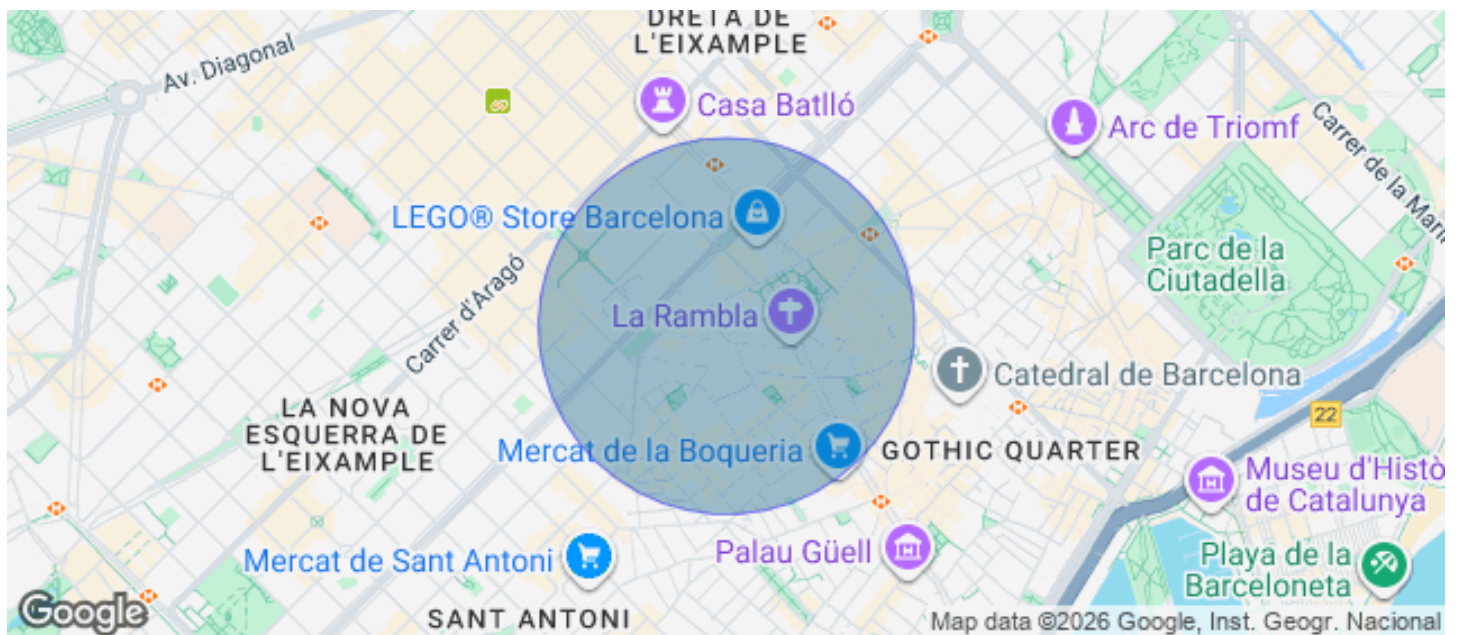 DRETA DE
L'EIXAMPLE
Av. Diagonal
Casa Batlló
Arc de Triomf
Carrer de la Marin
LEGO® Store Barcelona
Parc de la
Ciutadella
Carrer d'Aragó
La Rambla
Catedral de Barcelona
LA NOVA
ESQUERRA DE
L'EIXAMPLE
22
Mercat de la Boqueria
GOTHIC QUARTER
Museu d'Histò
de Catalunya
Mercat de Sant Antoni
Palau Güell
Playa de la
Barceloneta
Google
SANT ANTONI
Map data ©2026 Google, Inst. Geogr. Nacional